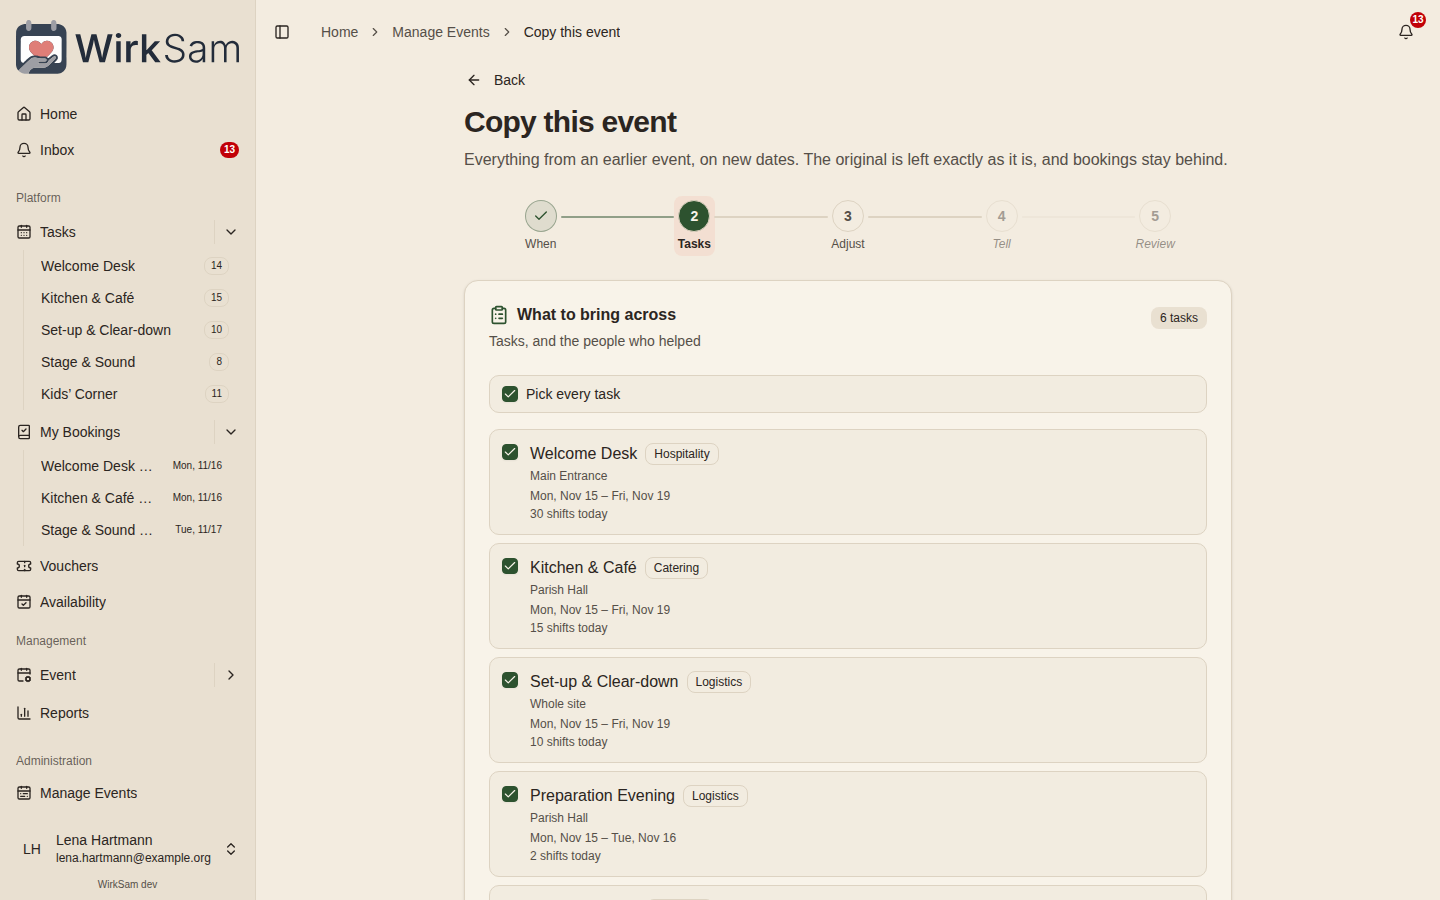 WirkSam
Home
Inbox
13
Platform
Tasks
Welcome Desk
14
Kitchen & Café
15
Set-up & Clear-down
10
Stage & Sound
8
Kids’ Corner
11
My Bookings
Welcome Desk …
Mon, 11/16
Kitchen & Café …
Mon, 11/16
Stage & Sound …
Tue, 11/17
Vouchers
Availability
Management
Event
Reports
Administration
Manage Events
LH
Lena Hartmann
lena.hartmann@example.org
WirkSam dev
Home
Manage Events
Copy this event
13
Back
Copy this event
Everything from an earlier event, on new dates. The original is left exactly as it is, and bookings stay behind.
When
2
Tasks
3
Adjust
4
Tell
5
Review
What to bring across
6 tasks
Tasks, and the people who helped
Pick every task
Welcome Desk
Hospitality
Main Entrance
Mon, Nov 15 – Fri, Nov 19
30 shifts today
Kitchen & Café
Catering
Parish Hall
Mon, Nov 15 – Fri, Nov 19
15 shifts today
Set-up & Clear-down
Logistics
Whole site
Mon, Nov 15 – Fri, Nov 19
10 shifts today
Preparation Evening
Logistics
Parish Hall
Mon, Nov 15 – Tue, Nov 16
2 shifts today